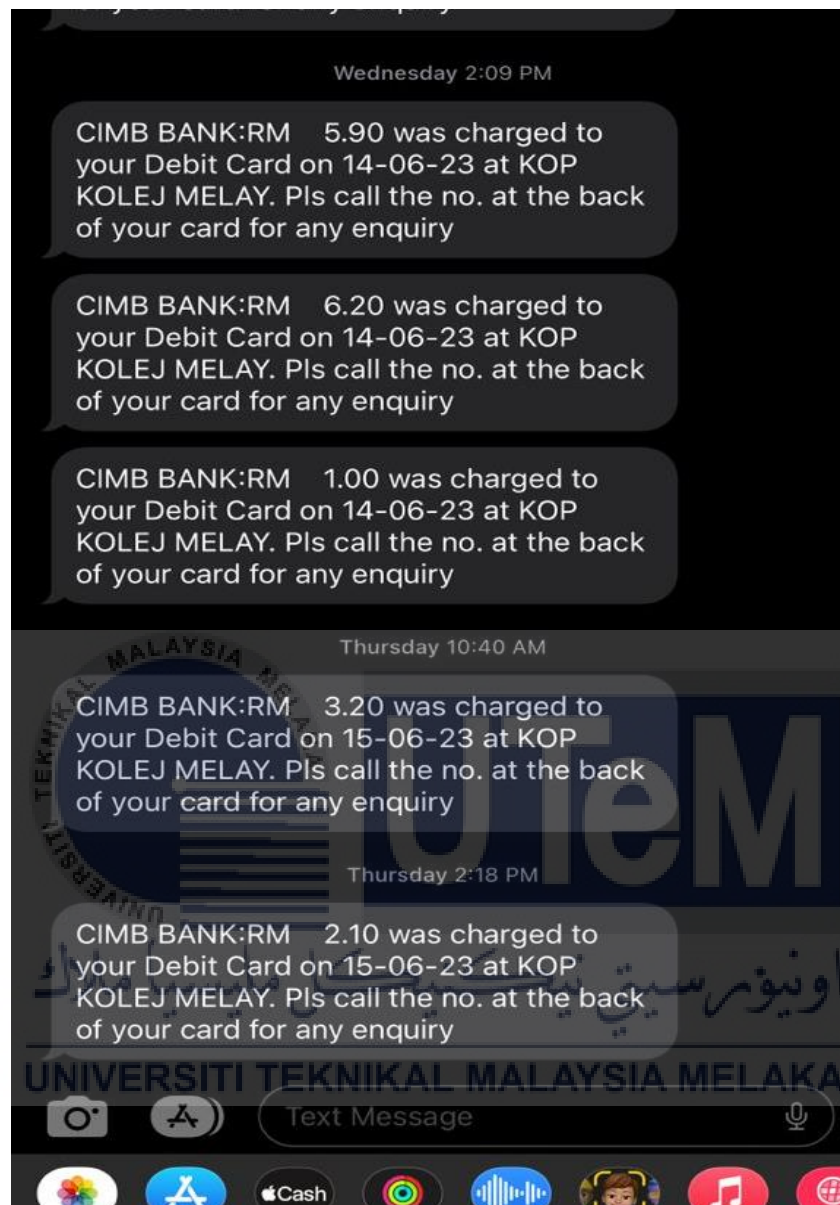 Wednesday 2:09 PM
CIMB BANK:RM 5.90 was charged to
your Debit Card on 14-06-23 at KOP
KOLEJ MELAY. Pls call the no. at the back
of your card for any enquiry
CIMB BANK:RM 6.20 was charged to
your Debit Card on 14-06-23 at KOP
KOLEJ MELAY. Pls call the no. at the back
of your card for any enquiry
CIMB BANK:RM 1.00 was charged to
your Debit Card on 14-06-23 at KOP
KOLEJ MELAY. Pls call the no. at the back
of your card for any enquiry
Thursday 10:40 AM
CIMB BANK:RM 3.20 was charged to
your Debit Card on 15-06-23 at KOP
KOLEJ MELAY. Pls call the no. at the back
of your card for any enquiry
UNIVERSITI TEKNIKAL MALAYSIA MELAKA
UTeM
Thursday 2:18 PM
CIMB BANK:RM 2.10 was charged to
your Debit Card on 15-06-23 at KOP
KOLEJ MELAY. Pls call the no. at the back
of your card for any enquiry
اونيۏرسيتي تيكنيكل مليسيا ملاك
UNIVERSITI TEKNIKAL MALAYSIA MELAKA
Text Message
Cash